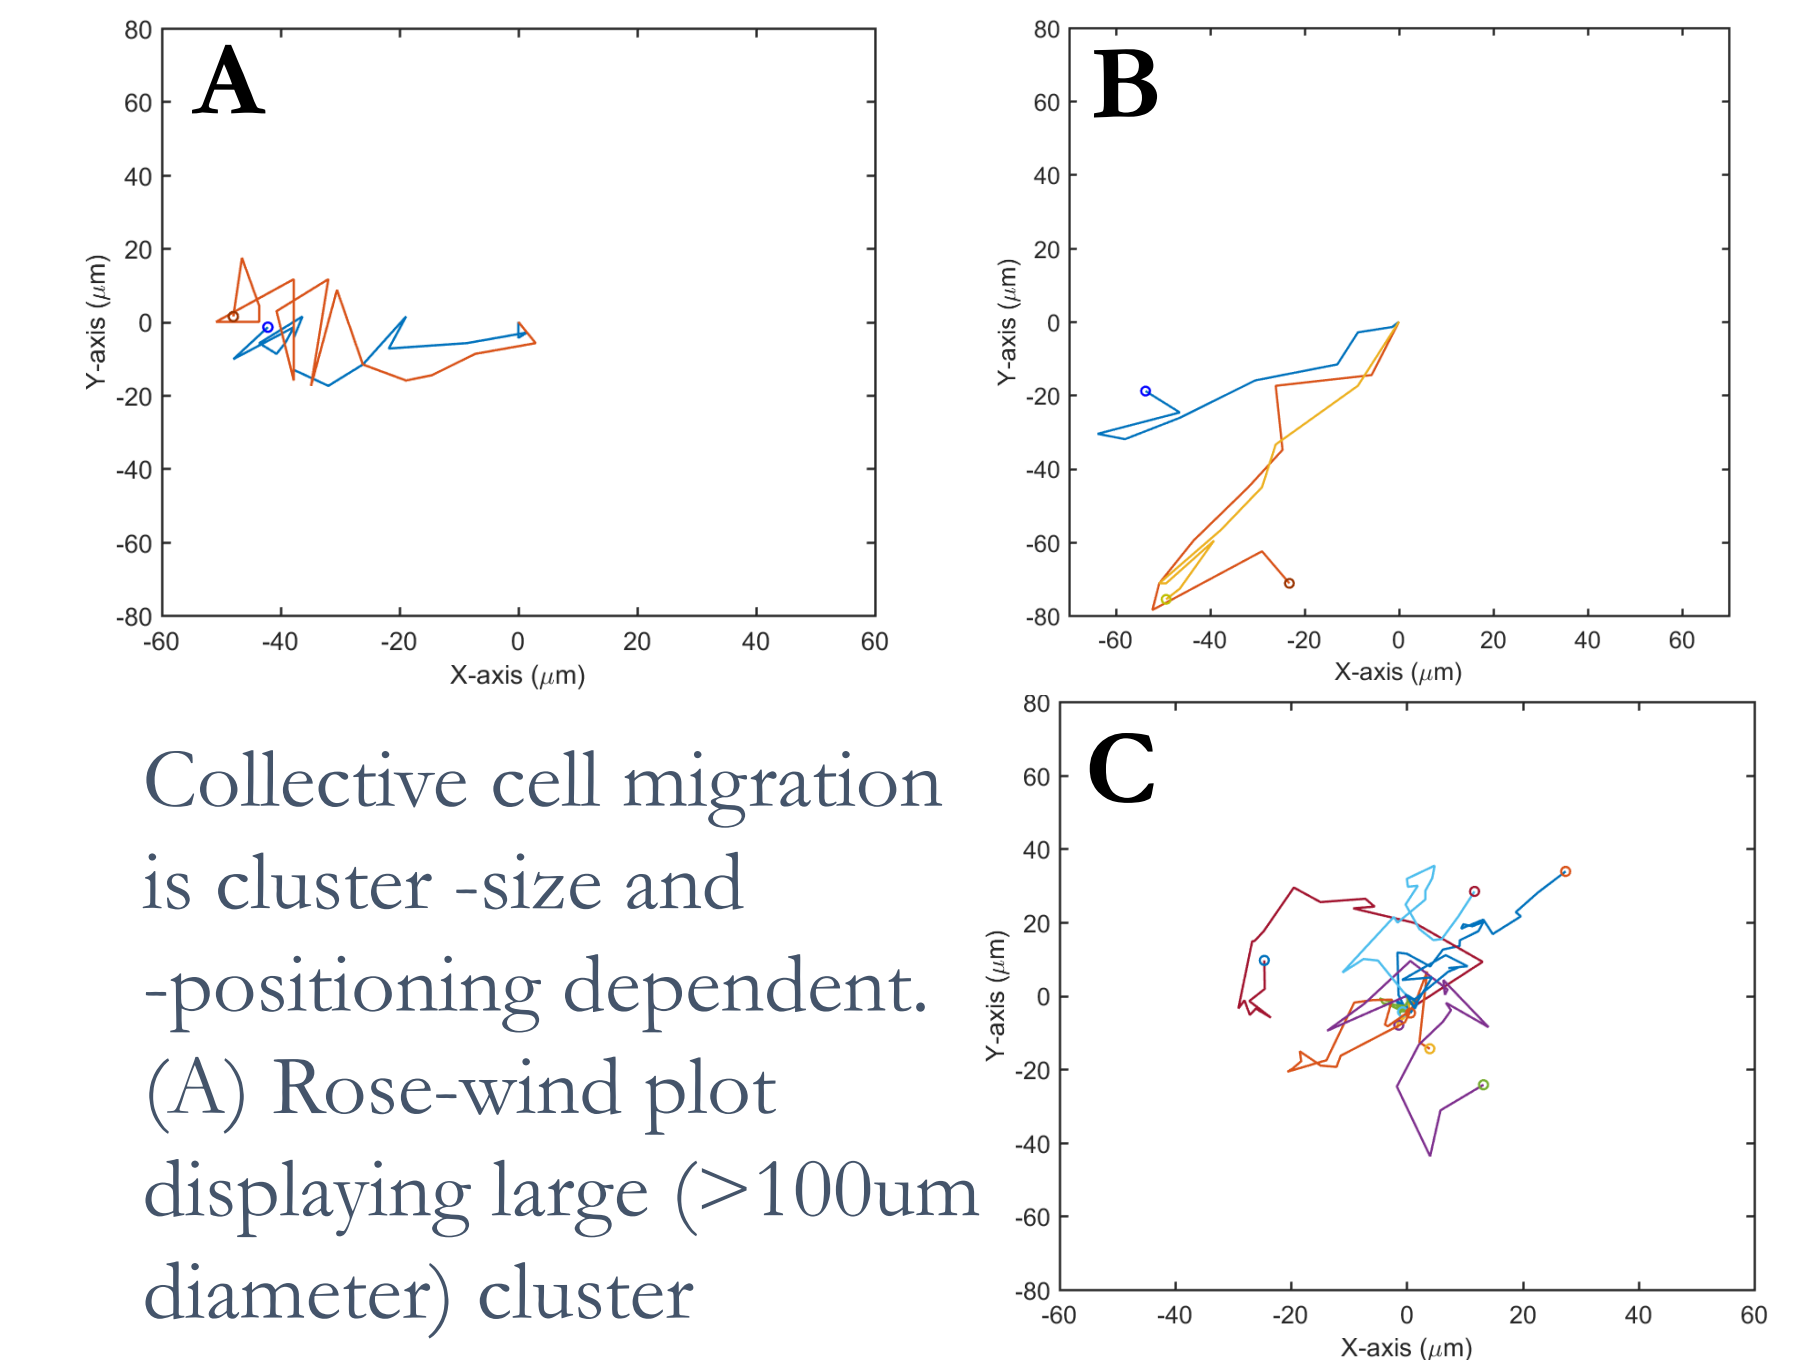 A
80
60
40
20
0
-20
-40
-60
-80
-60 -40 -20 0 20 40 60
X-axis (μm)
Y-axis (μm)
B
80
60
40
20
0
-20
-40
-60
-80
-60 -40 -20 0 20 40 60
X-axis (μm)
Y-axis (μm)
Collective cell migration
is cluster -size and
-positioning dependent.
(A) Rose-wind plot
displaying large (>100um
diameter) cluster
C
80
60
40
20
0
-20
-40
-60
-80
-60 -40 -20 0 20 40 60
X-axis (μm)
Y-axis (μm)